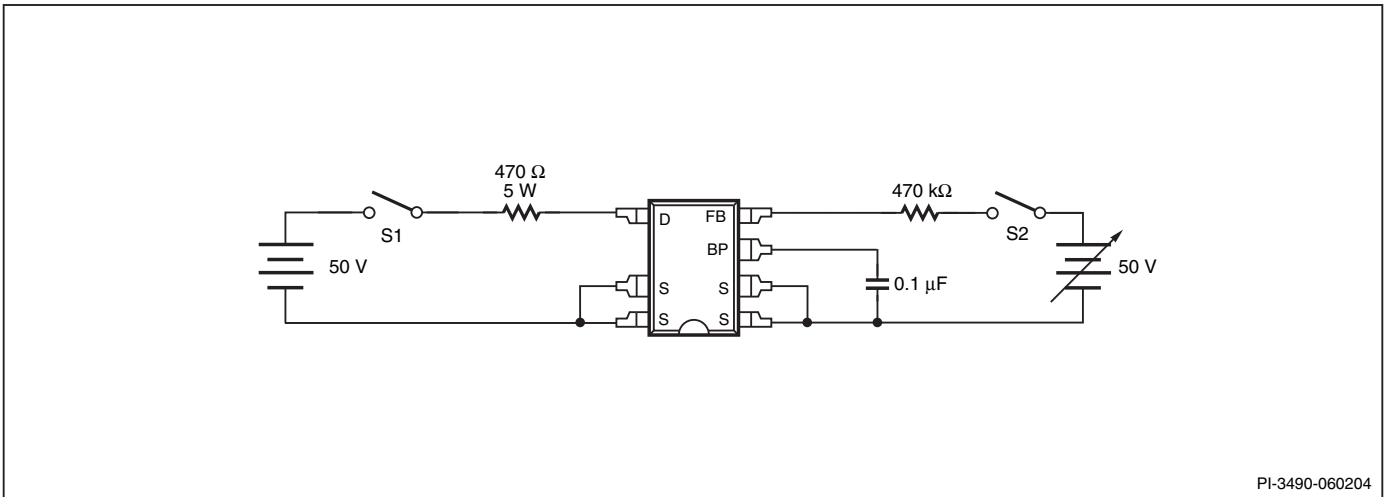 470 Ω
5 W
470 kΩ
S1
D
FB
S2
BP
50 V
50 V
S
S
0.1 µF
S
S
PI-3490-060204